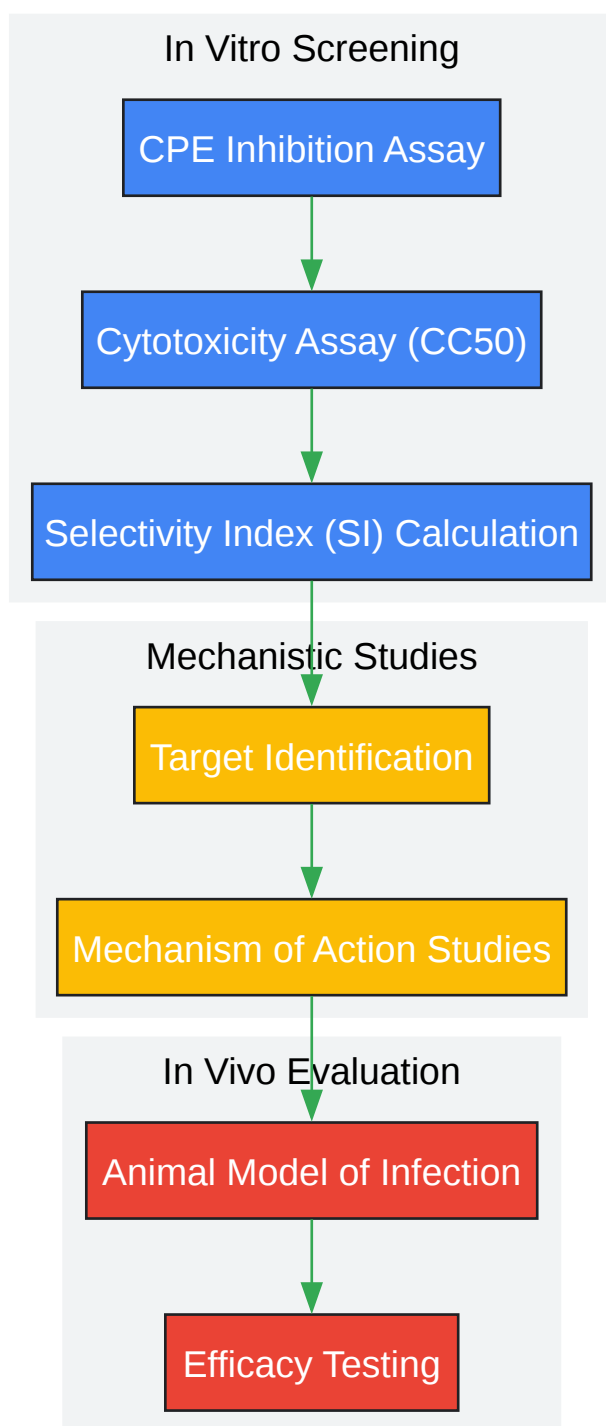 In Vitro Screening
CPE Inhibition Assay
Cytotoxicity Assay (CC50)
Selectivity Index (SI) Calculation
Mechanistic Studies
Target Identification
Mechanism of Action Studies
In Vivo Evaluation
Animal Model of Infection
Efficacy Testing